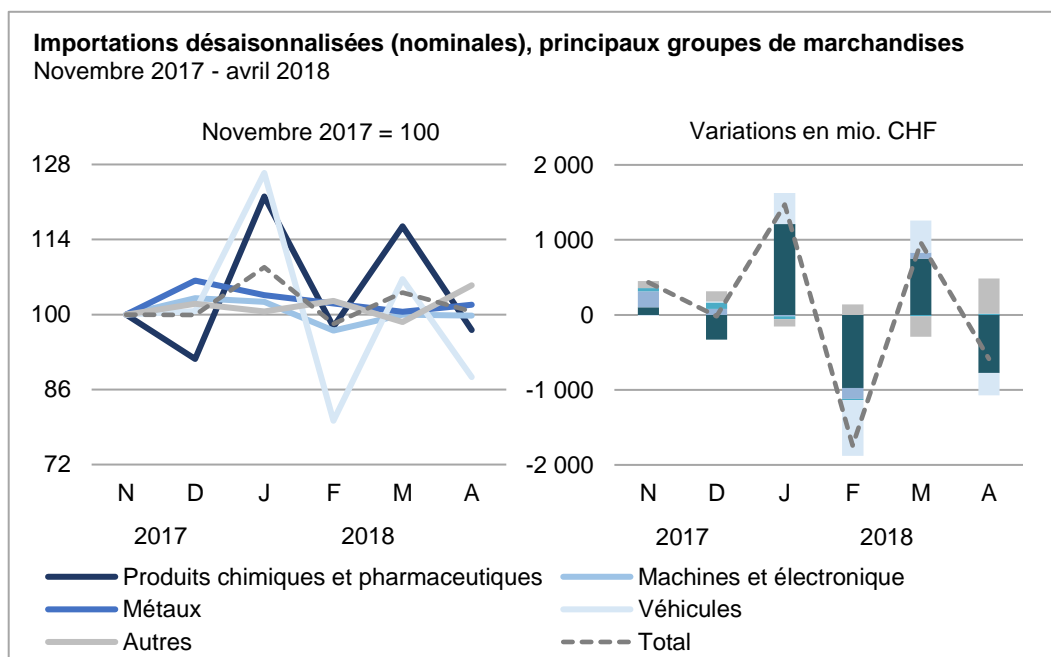 Importations désaisonnalisées (nominales), principaux groupes de marchandises
Novembre 2017 - avril 2018
Novembre 2017 = 100
128
114
100
86
72
N D J F M A
2017 2018
Variations en mio. CHF
2 000
1 000
0
-1 000
-2 000
N D J F M A
2017 2018
Produits chimiques et pharmaceutiques
Machines et électronique
Métaux
Véhicules
Autres
Total